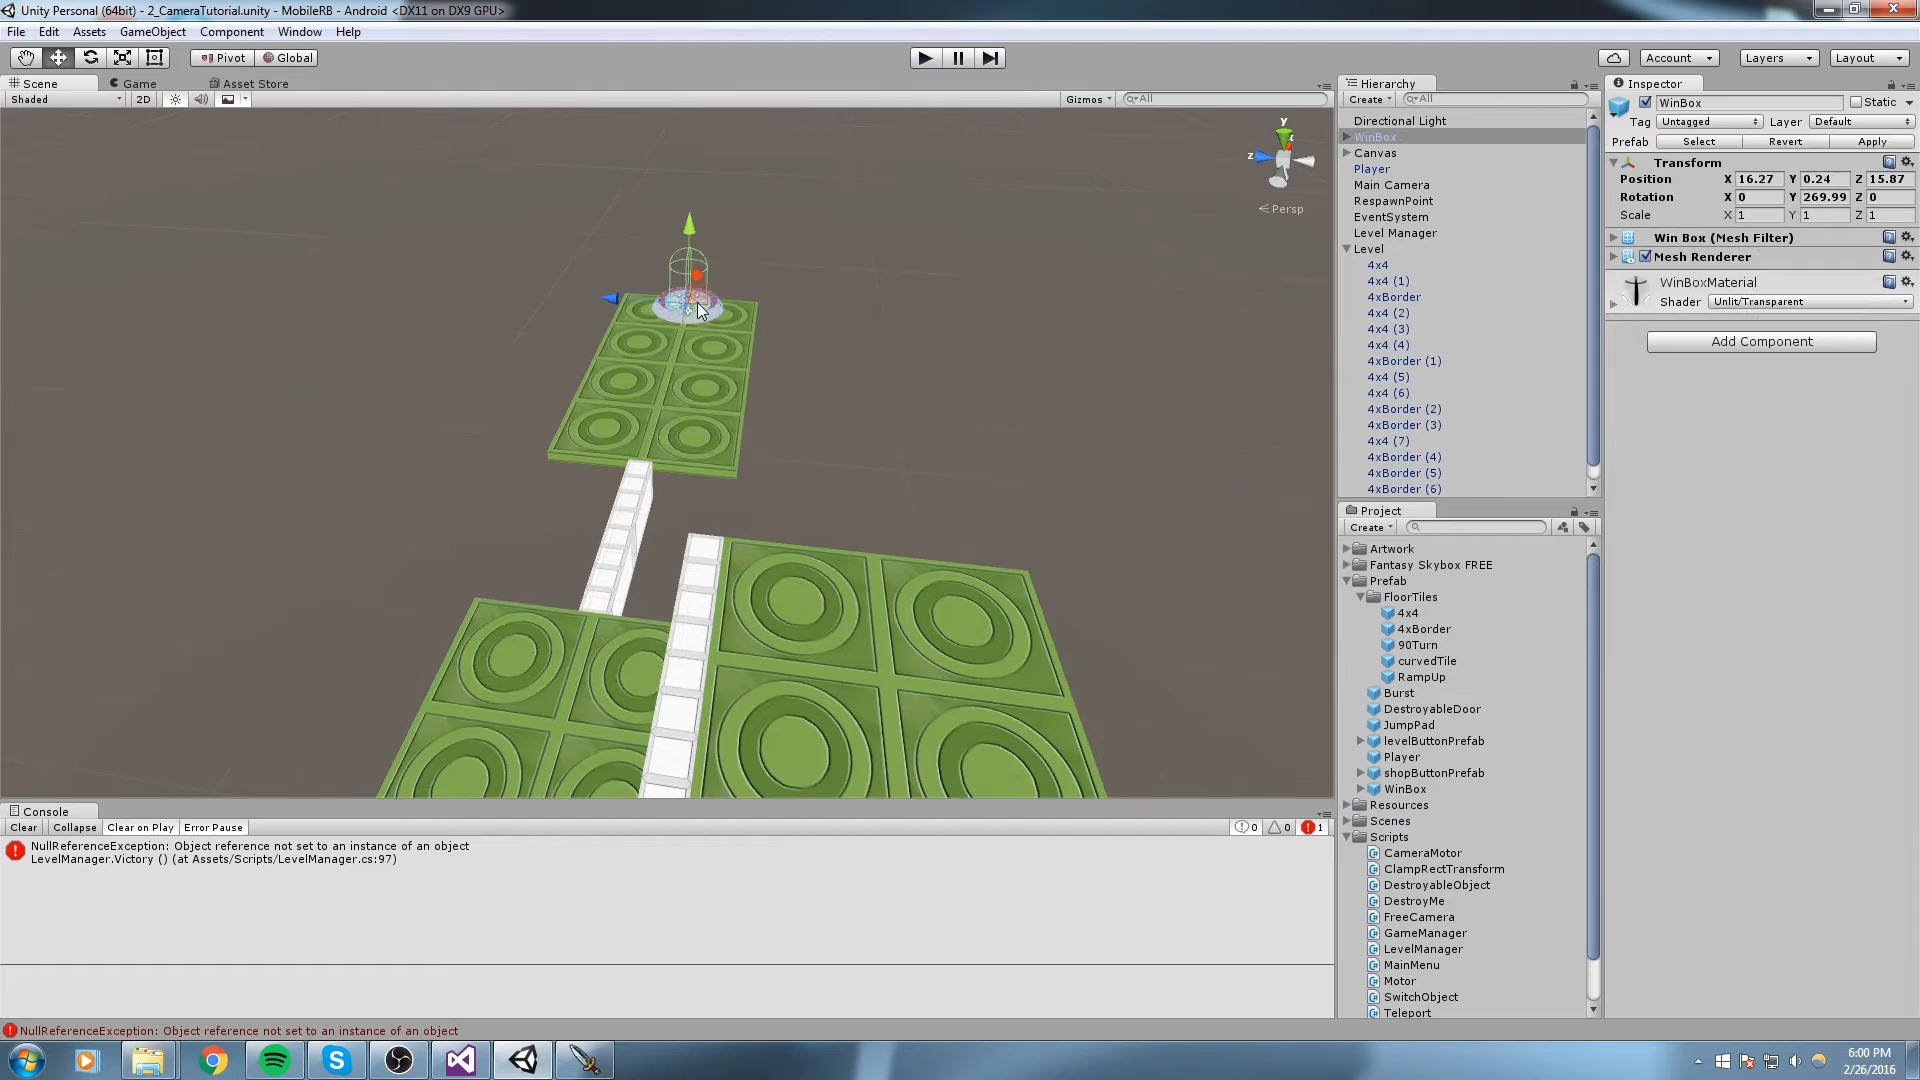 Unity Personal (64bit) - 2_CameraTutorial.unity - MobileRB - Android <DX11 on DX9 GPU>
File Edit Assets GameObject Component Window Help
Pivot Global Account Layers Layout
Scene Game Asset Store
Shaded 2D Gizmos All
y
z
Persp
Hierarchy
Create All
Directional Light
WinBox
Canvas
Player
Main Camera
RespawnPoint
EventSystem
Level Manager
Level
4x4
4x4 (1)
4xBorder
4x4 (2)
4x4 (3)
4x4 (4)
4xBorder (1)
4x4 (5)
4x4 (6)
4xBorder (2)
4xBorder (3)
4x4 (7)
4xBorder (4)
4xBorder (5)
4xBorder (6)
Project
Create
Artwork
Fantasy Skybox FREE
Prefab
FloorTiles
4x4
4xBorder
90Turn
curvedTile
RampUp
Burst
DestroyableDoor
JumpPad
levelButtonPrefab
Player
shopButtonPrefab
WinBox
Resources
Scenes
Scripts
CameraMotor
ClampRectTransform
DestroyableObject
DestroyMe
FreeCamera
GameManager
LevelManager
MainMenu
Motor
SwitchObject
Teleport
Inspector
WinBox Static
Tag Untagged Layer Default
Prefab Select Revert Apply
Transform
Position X 16.27 Y 0.24 Z 15.87
Rotation X 0 Y 269.99 Z 0
Scale X 1 Y 1 Z 1
Win Box (Mesh Filter)
Mesh Renderer
WinBoxMaterial
Shader Unlit/Transparent
Add Component
Console
Clear Collapse Clear on Play Error Pause 0 0 1
NullReferenceException: Object reference not set to an instance of an object
LevelManager.Victory () (at Assets/Scripts/LevelManager.cs:97)
NullReferenceException: Object reference not set to an instance of an object
6:00 PM
2/26/2016